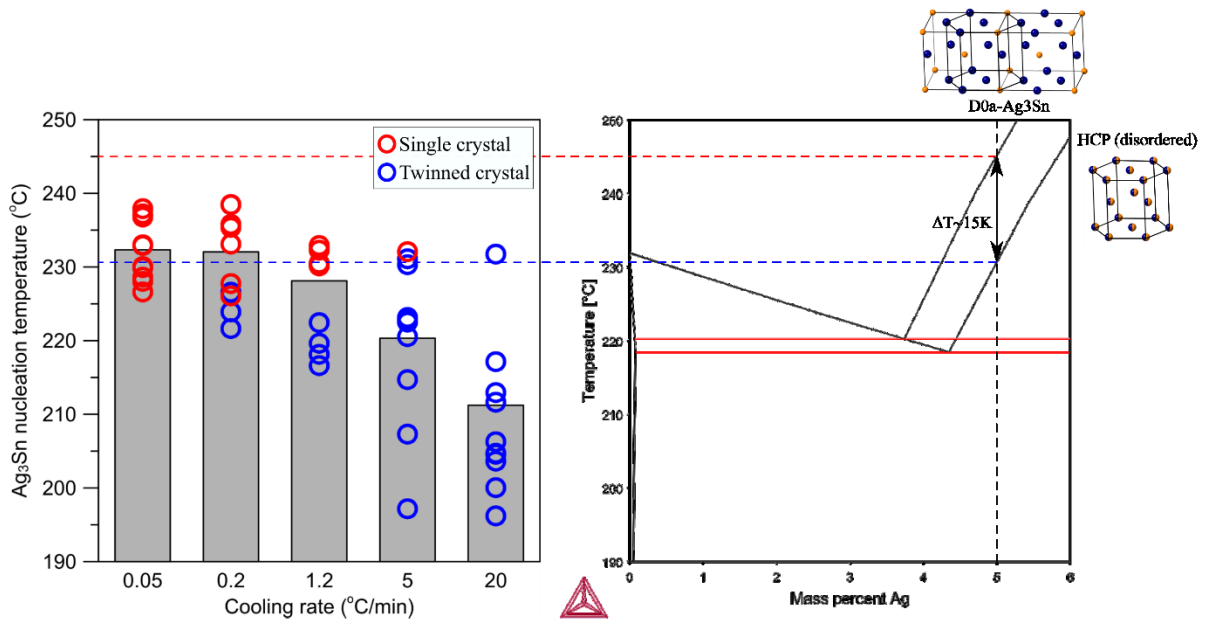 D0a-Ag3Sn
HCP (disordered)
250
240
230
220
210
200
190
Ag₃Sn nucleation temperature (°C)
Single crystal
Twinned crystal
0.05 0.2 1.2 5 20
Cooling rate (°C/min)
250
240
230
220
210
200
190
Temperature [°C]
ΔT~15K
0 1 2 3 4 5 6
Mass percent Ag